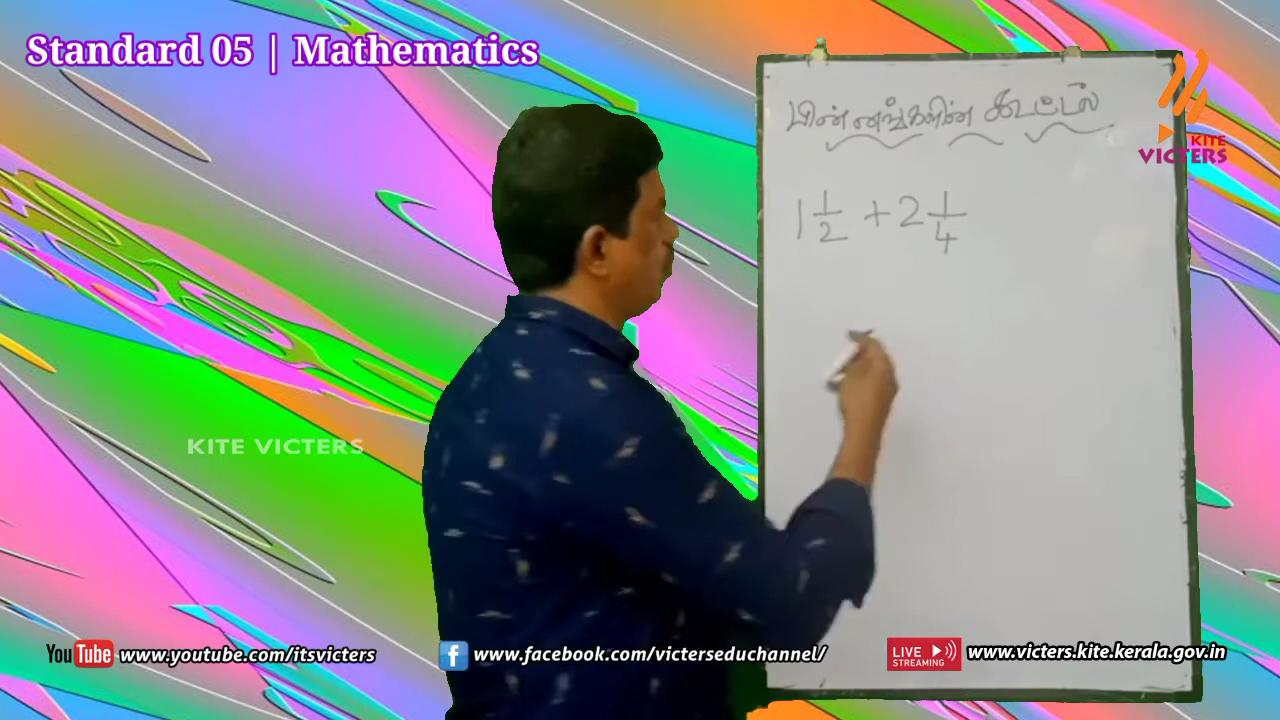 Standard 05 | Mathematics
பின்னங்களின் கூட்டல்
KITE
VICTERS
1 1/2 + 2 1/4
KITE VICTERS
YouTube www.youtube.com/itsvicters
f www.facebook.com/victerseduchannel/
LIVE STREAMING www.victers.kite.kerala.gov.in